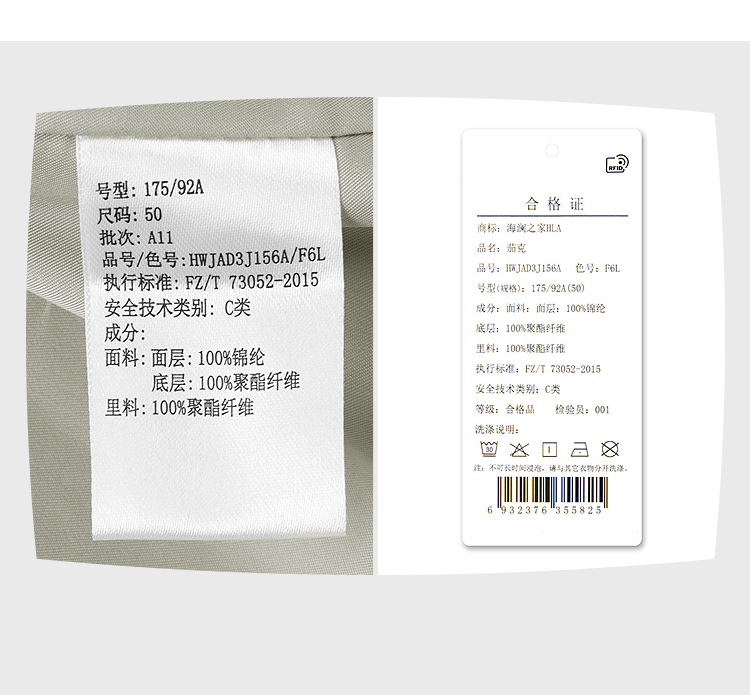 号型: 175/92A
尺码: 50
批次: A11
品号/色号: HWJAD3J156A/F6L
执行标准: FZ/T 73052-2015
安全技术类别: C类
成分:
面料: 面层: 100%锦纶
底层: 100%聚酯纤维
里料: 100%聚酯纤维
RFID
合格证
商标: 海澜之家HLA
品名: 茄克
品号: HWJAD3J156A 色号: F6L
号型(规格): 175/92A(50)
成分: 面料: 面层: 100%锦纶
底层: 100%聚酯纤维
里料: 100%聚酯纤维
执行标准: FZ/T 73052-2015
安全技术类别: C类
等级: 合格品 检验员: 001
洗涤说明:
30
注: 不可长时间浸泡, 请与其它衣物分开洗涤。
6 932376 355825